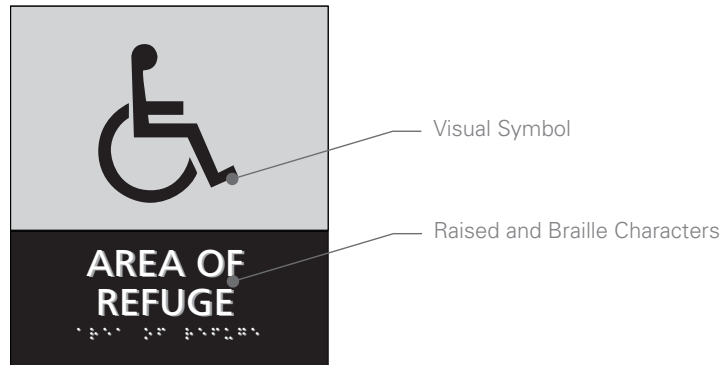 Visual Symbol
Raised and Braille Characters
AREA OF
REFUGE
⠁⠗⠑⠁ ⠕⠋ ⠗⠑⠋⠥⠛⠑